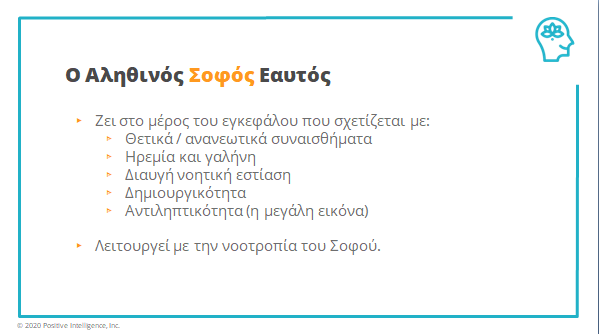 Ο Αληθινός Σοφός Εαυτός
Ζει στο μέρος του εγκεφάλου που σχετίζεται με:
Θετικά / ανανεωτικά συναισθήματα
Ηρεμία και γαλήνη
Διαυγή νοητική εστίαση
Δημιουργικότητα
Αντιληπτικότητα (η μεγάλη εικόνα)
Λειτουργεί με την νοοτροπία του Σοφού.
© 2020 Positive Intelligence, Inc.